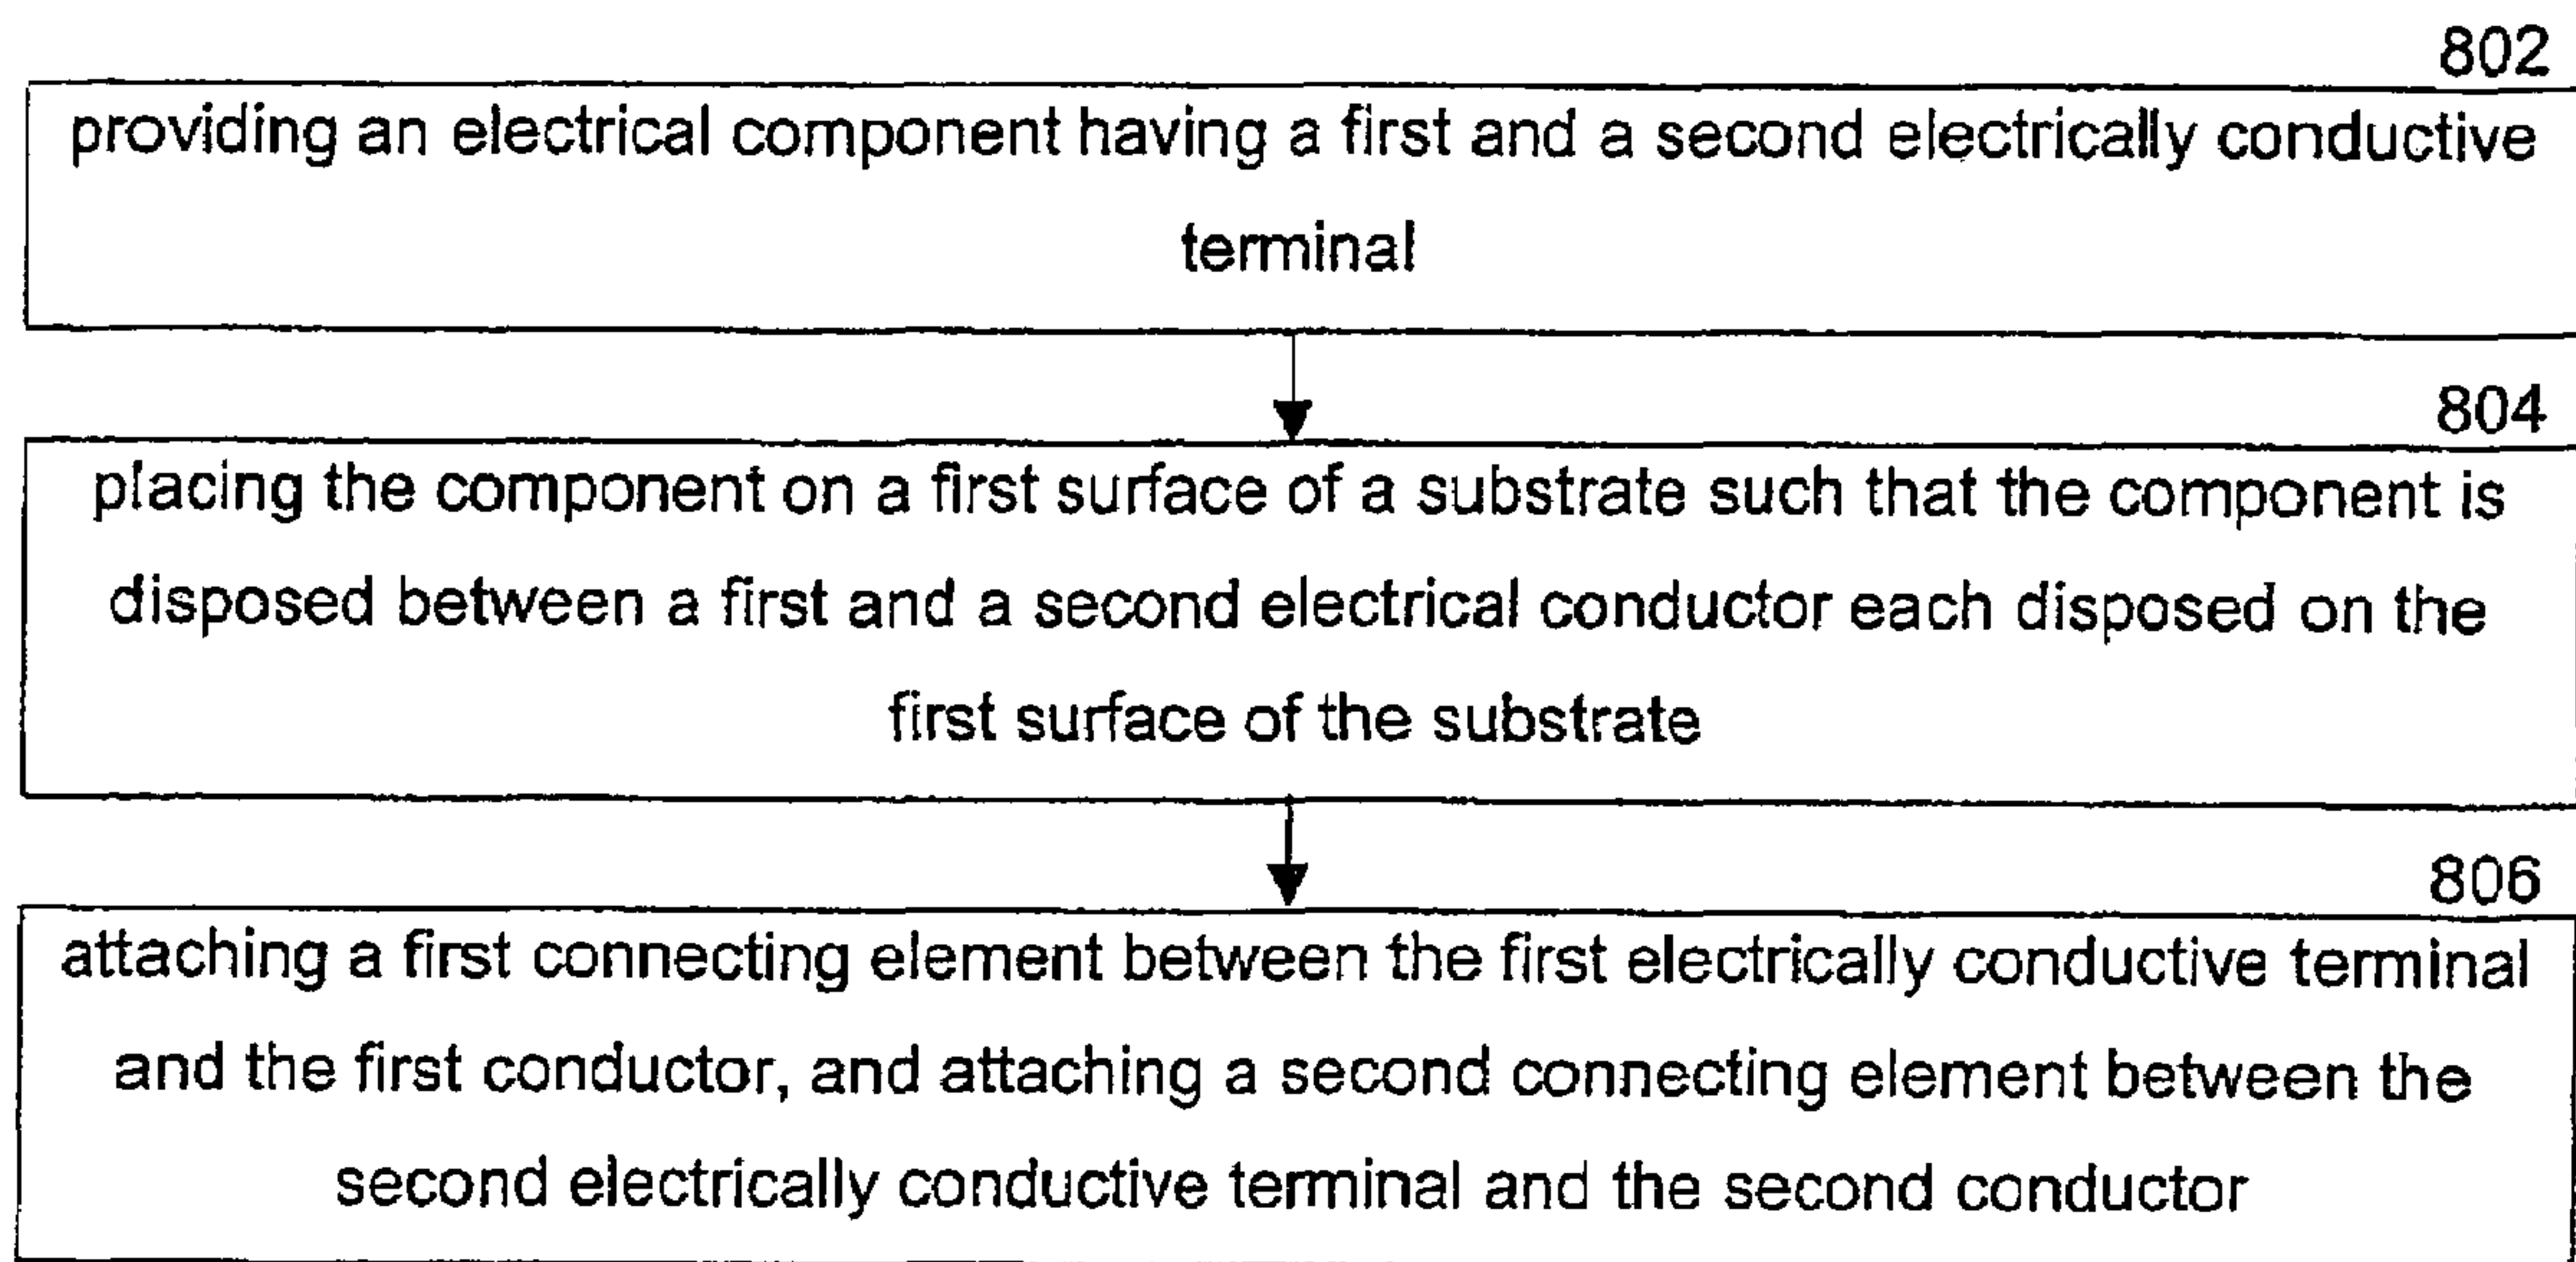 802
providing an electrical component having a first and a second electrically conductive
terminal
804
placing the component on a first surface of a substrate such that the component is
disposed between a first and a second electrical conductor each disposed on the
first surface of the substrate
806
attaching a first connecting element between the first electrically conductive terminal
and the first conductor, and attaching a second connecting element between the
second electrically conductive terminal and the second conductor